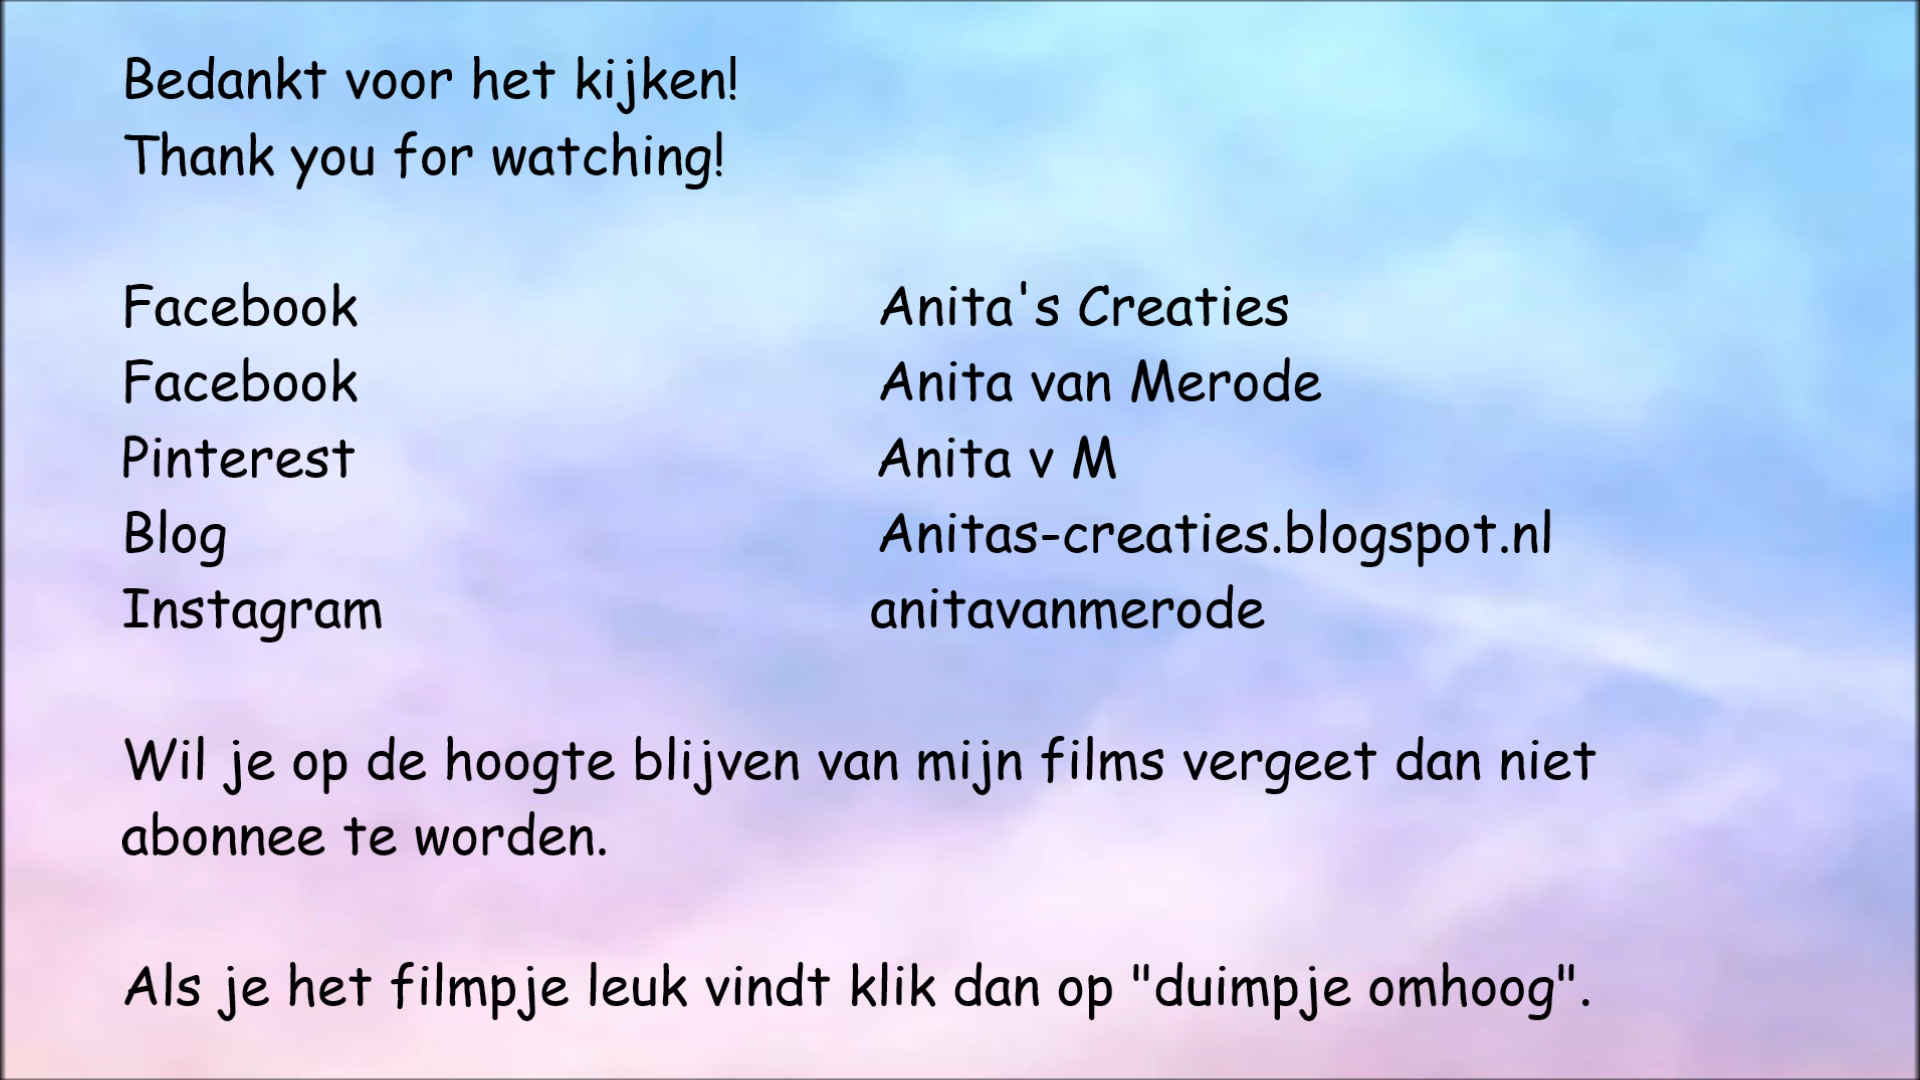 Bedankt voor het kijken!
Thank you for watching!
Facebook Anita's Creaties
Facebook Anita van Merode
Pinterest Anita v M
Blog Anitas-creaties.blogspot.nl
Instagram anitavanmerode
Wil je op de hoogte blijven van mijn films vergeet dan niet
abonnee te worden.
Als je het filmpje leuk vindt klik dan op "duimpje omhoog".